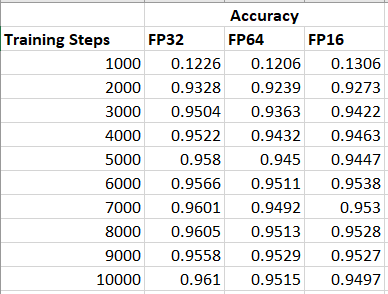 Accuracy
Training Steps FP32 FP64 FP16
1000 0.1226 0.1206 0.1306
2000 0.9328 0.9239 0.9273
3000 0.9504 0.9363 0.9422
4000 0.9522 0.9432 0.9463
5000 0.958 0.945 0.9447
6000 0.9566 0.9511 0.9538
7000 0.9601 0.9492 0.953
8000 0.9605 0.9513 0.9528
9000 0.9558 0.9529 0.9527
10000 0.961 0.9515 0.9497